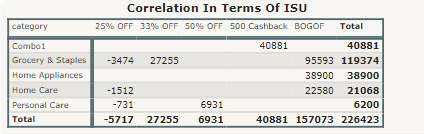 Correlation In Terms Of ISU
category 25% OFF 33% OFF 50% OFF 500 Cashback BOGOF Total
Combo1 40881 40881
Grocery & Staples -3474 27255 95593 119374
Home Appliances 38900 38900
Home Care -1512 22580 21068
Personal Care -731 6931 6200
Total -5717 27255 6931 40881 157073 226423